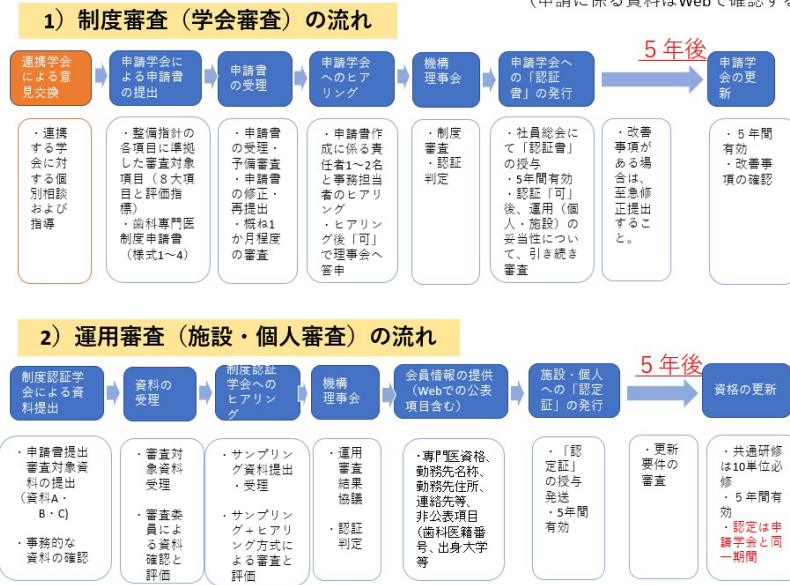 （申請に係る資料はWebで確認する
1）制度審査（学会審査）の流れ
連携学会
による意
見交換
申請学会に
よる申請書
の提出
申請書
の受理
申請学会
へのヒア
リング
機構
理事会
申請学会へ
の「認証
書」の発行
５年後
申請学
会の更
新
・連携
する学
会に対
する個
別相談
および
指導
・整備指針の
各項目に準拠
した審査対象
項目（８大項
目と評価指
標）
・歯科専門医
制度申請書
（様式1～4）
・申請書
の受理・
予備審査
・申請書
の修正・
再提出
・概ね1
か月程度
の審査
・申請書作
成に係る責
任者1～2名
と事務担当
者のヒアリ
ング
・ヒアリン
グ後「可」
で理事会へ
答申
・制度
審査
・認証
判定
・社員総会に
て「認証書」
の授与
・5年間有効
・認証「可」
後、運用（個
人・施設）の
妥当性につい
て、引き続き
審査
・改善
事項が
ある場
合は、
至急修
正提出
するこ
と。
・５年間
有効
・改善事
項の確認
2）運用審査（施設・個人審査）の流れ
制度認証学
会による資
料提出
資料の
受理
制度認証
学会への
ヒアリン
グ
機構
理事会
会員情報の提供
（Webでの公表
項目含む）
施設・個人
への「認定
証」の発行
５年後
資格の更新
・申請書提出
審査対象資
料の提出
（資料A・
B・C)
・事務的な
資料の確認
・審査対
象資料
受理
・審査委
員によ
る資料
確認と
評価
・サンプリン
グ資料提出
・受理
・サンプリン
グ＋ヒアリ
ング方式に
よる審査と
評価
・運用
審査
結果
協議
・認証
判定
・専門医資格、
勤務先名称、
勤務先住所、
連絡先等、
非公表項目
（歯科医籍番
号、出身大学
等
・「認
定証」
の授与
発送
・5年間
有効
・更新
要件の
審査
・共通研修
は10単位必
修
・５年間有
効
・認定は申
請学会と同
一期間